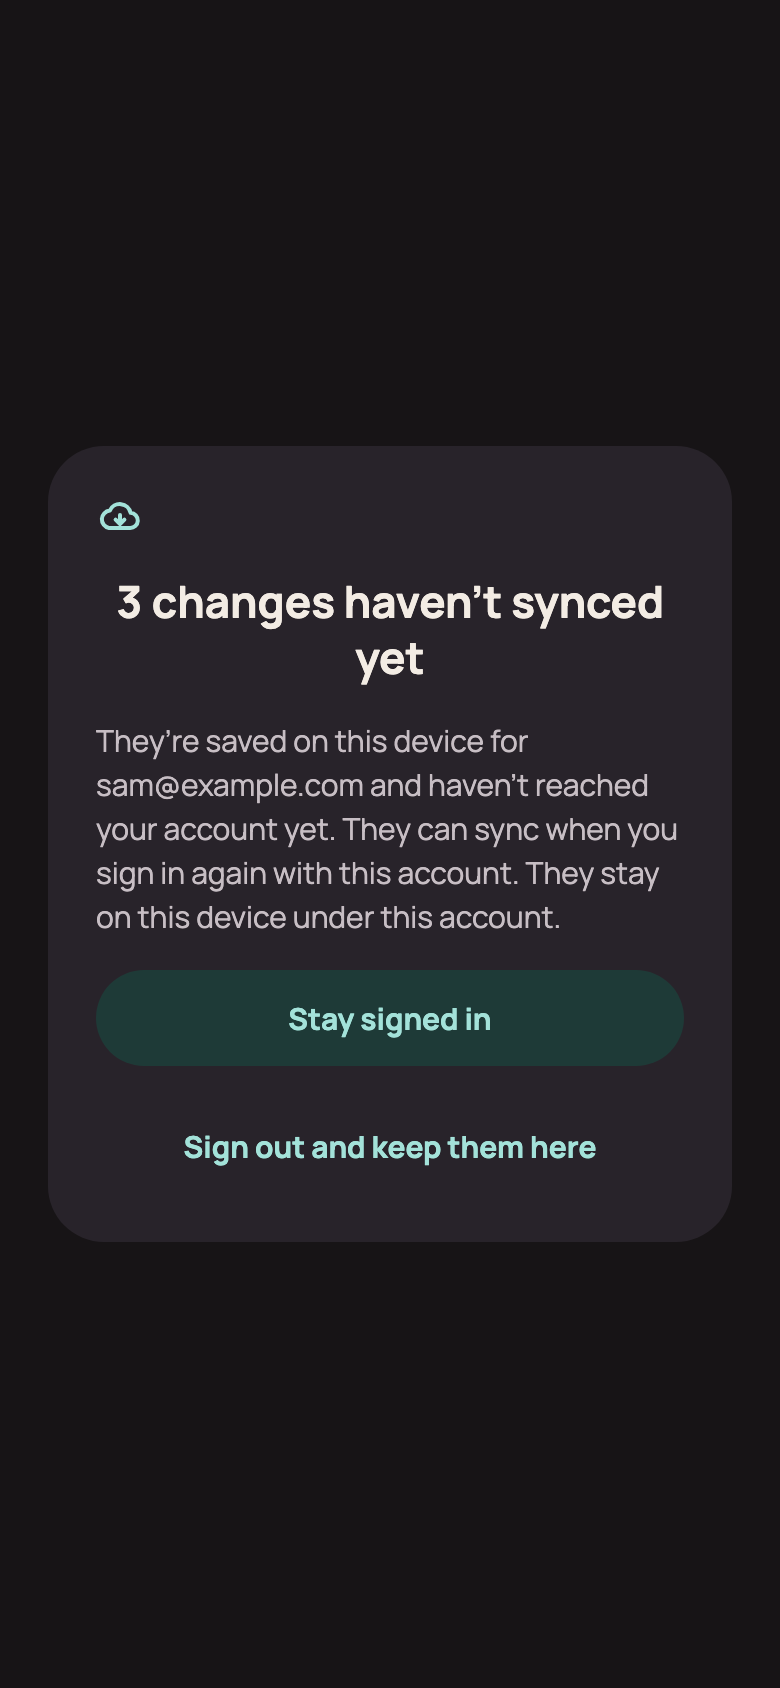 3 changes haven’t synced
yet
They’re saved on this device for
sam@example.com and haven’t reached
your account yet. They can sync when you
sign in again with this account. They stay
on this device under this account.
Stay signed in
Sign out and keep them here